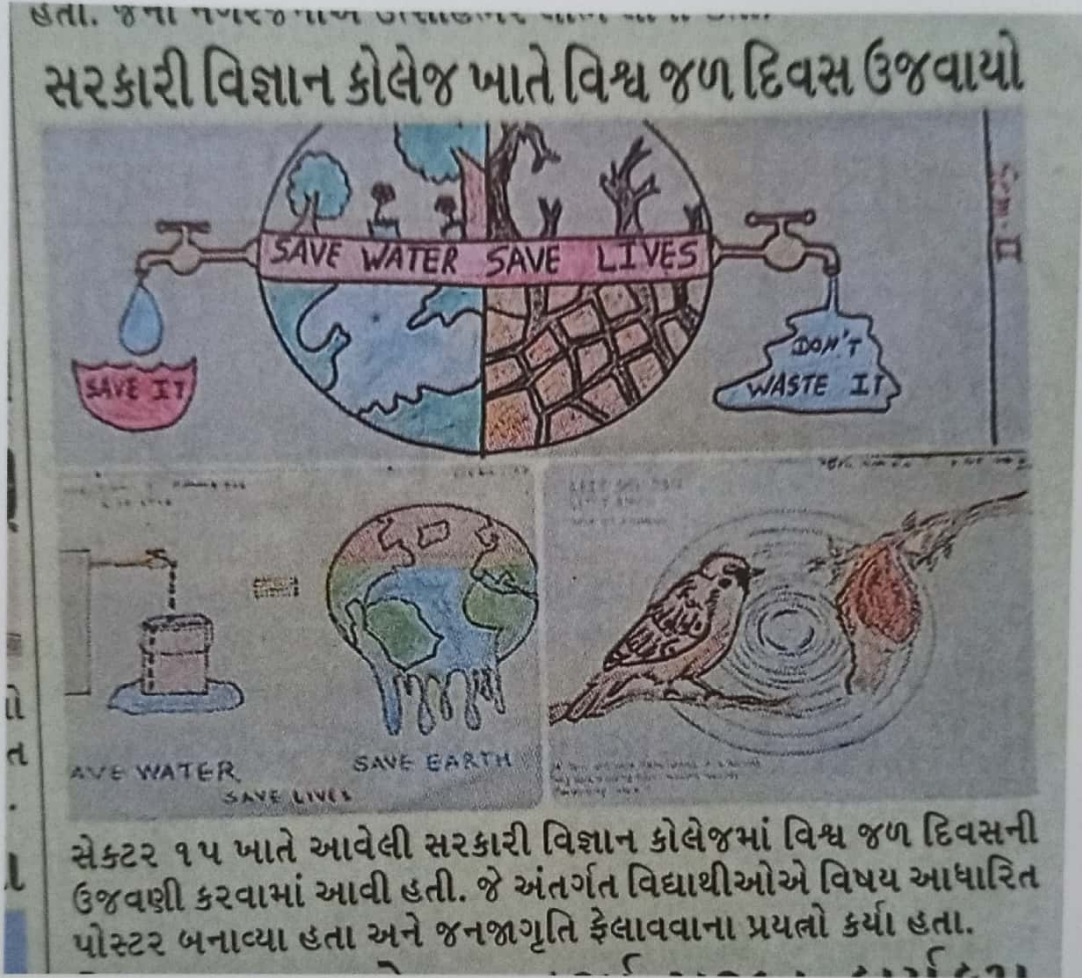 સરકારી વિજ્ઞાન કોલેજ ખાતે વિશ્વ જળ દિવસ ઉજવાયો
SAVE WATER SAVE LIVES
SAVE IT
DON'T
WASTE IT
AVE WATER
SAVE EARTH
SAVE LIVES
સેક્ટર ૧૫ ખાતે આવેલી સરકારી વિજ્ઞાન કોલેજમાં વિશ્વ જળ દિવસની
ઉજવણી કરવામાં આવી હતી. જે અંતર્ગત વિદ્યાથીઓએ વિષય આધારિત
પોસ્ટર બનાવ્યા હતા અને જનજાગૃતિ ફેલાવવાના પ્રયત્નો કર્યા હતા.